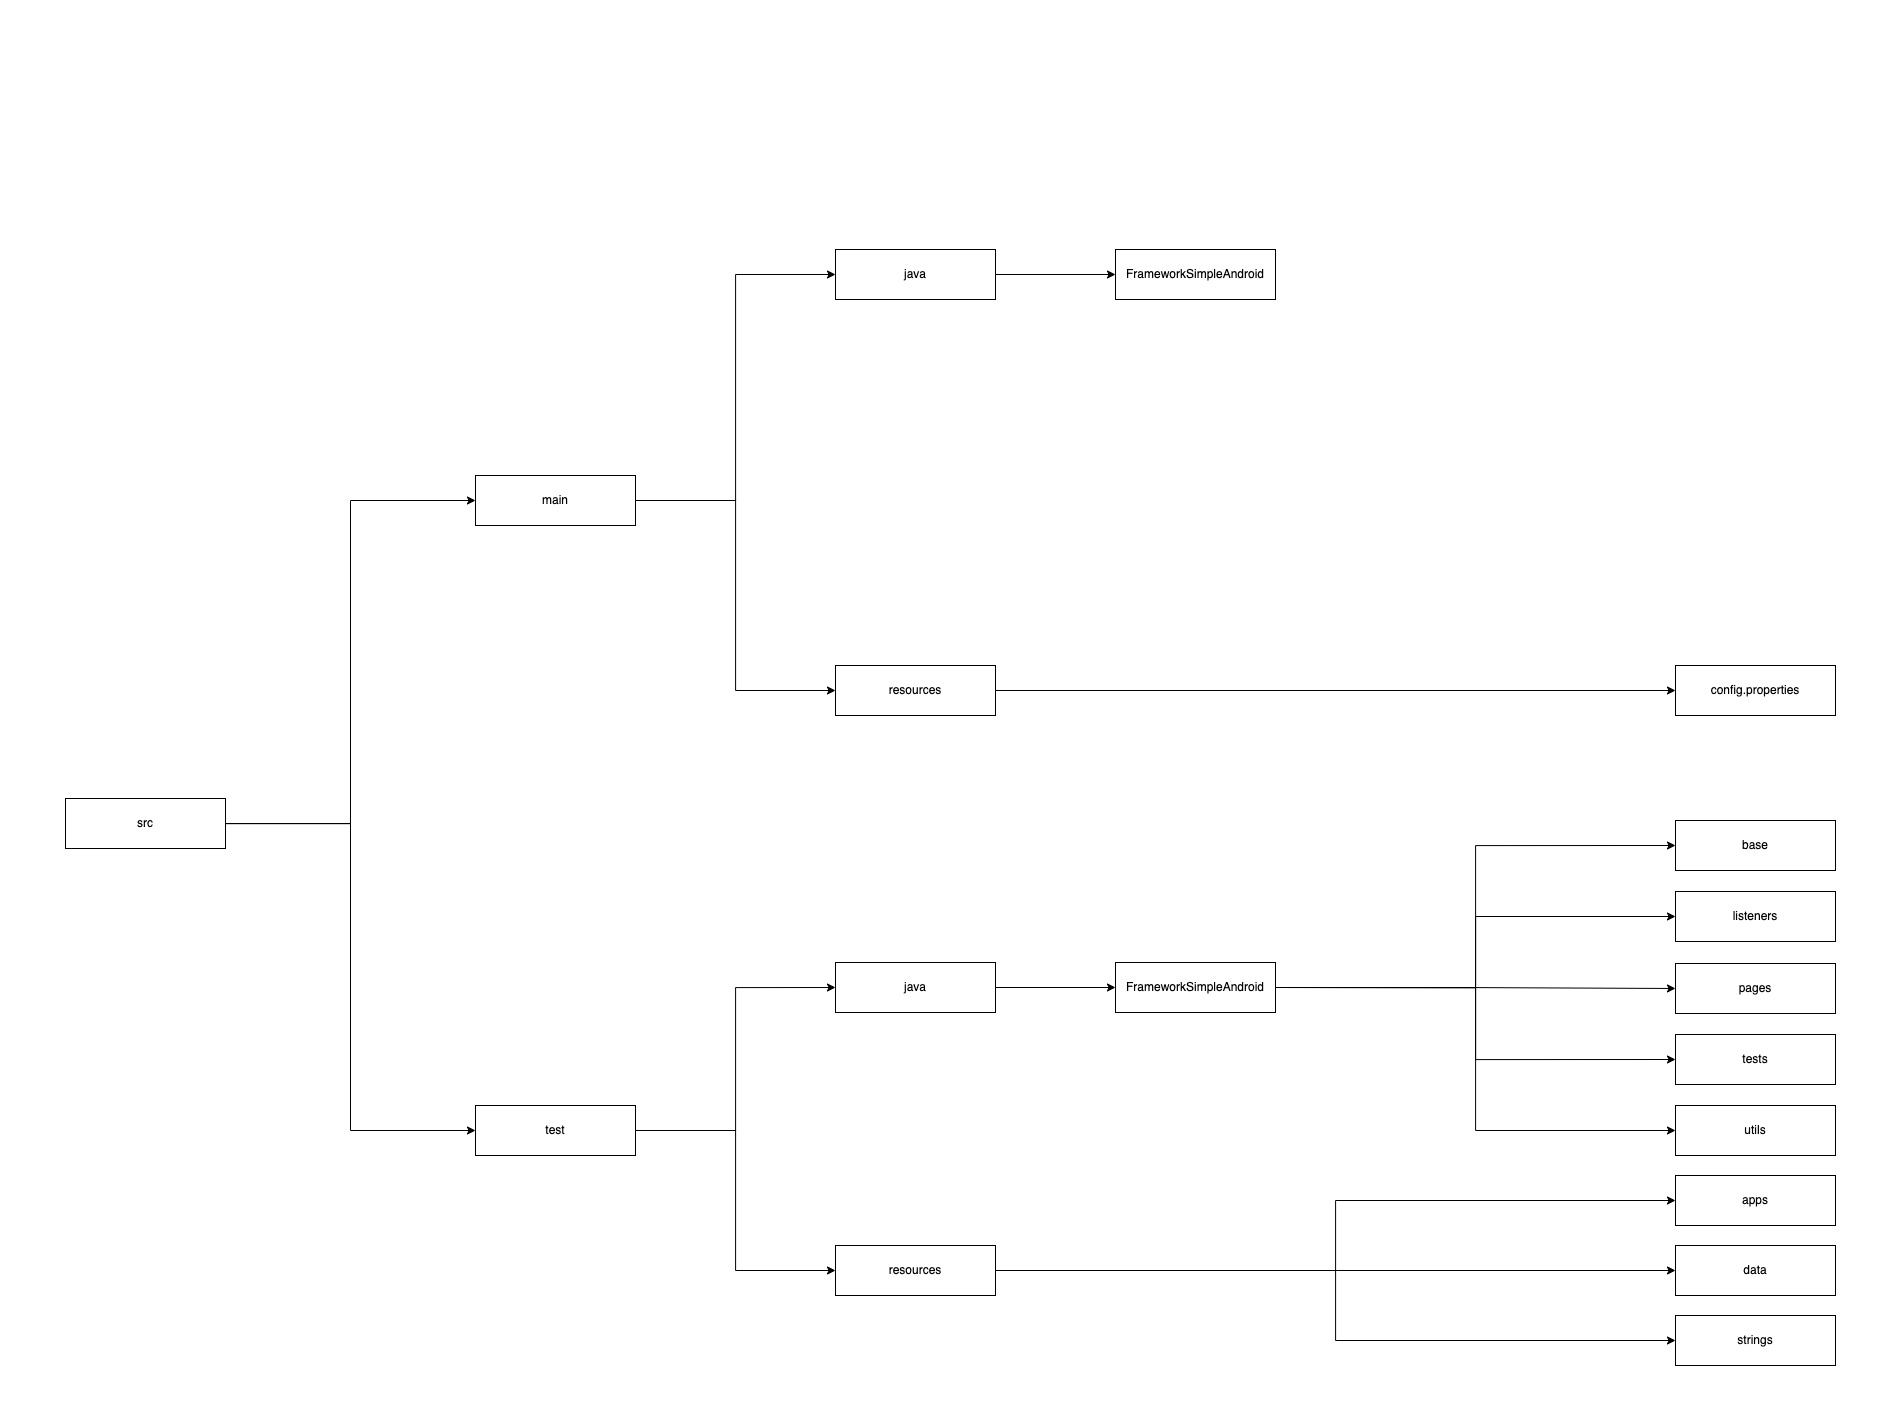 java
FrameworkSimpleAndroid
main
resources
config.properties
src
base
listeners
java
FrameworkSimpleAndroid
pages
tests
test
utils
apps
resources
data
strings